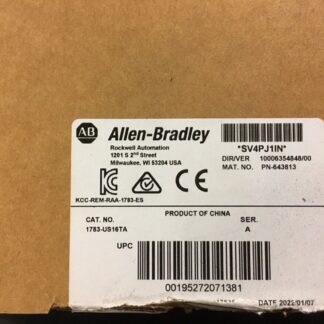 AB Allen-Bradley
Rockwell Automation
1201 S 2nd Street
Milwaukee, WI 53204 USA
*SV4PJ1IN*
DIR/VER 10006354848/00
MAT. NO. PN-643813
KCC-REM-RAA-1783-ES
PRODUCT OF CHINA
CAT. NO. SER.
1783-US16TA A
UPC
00195272071381
DATE 2022/01/07